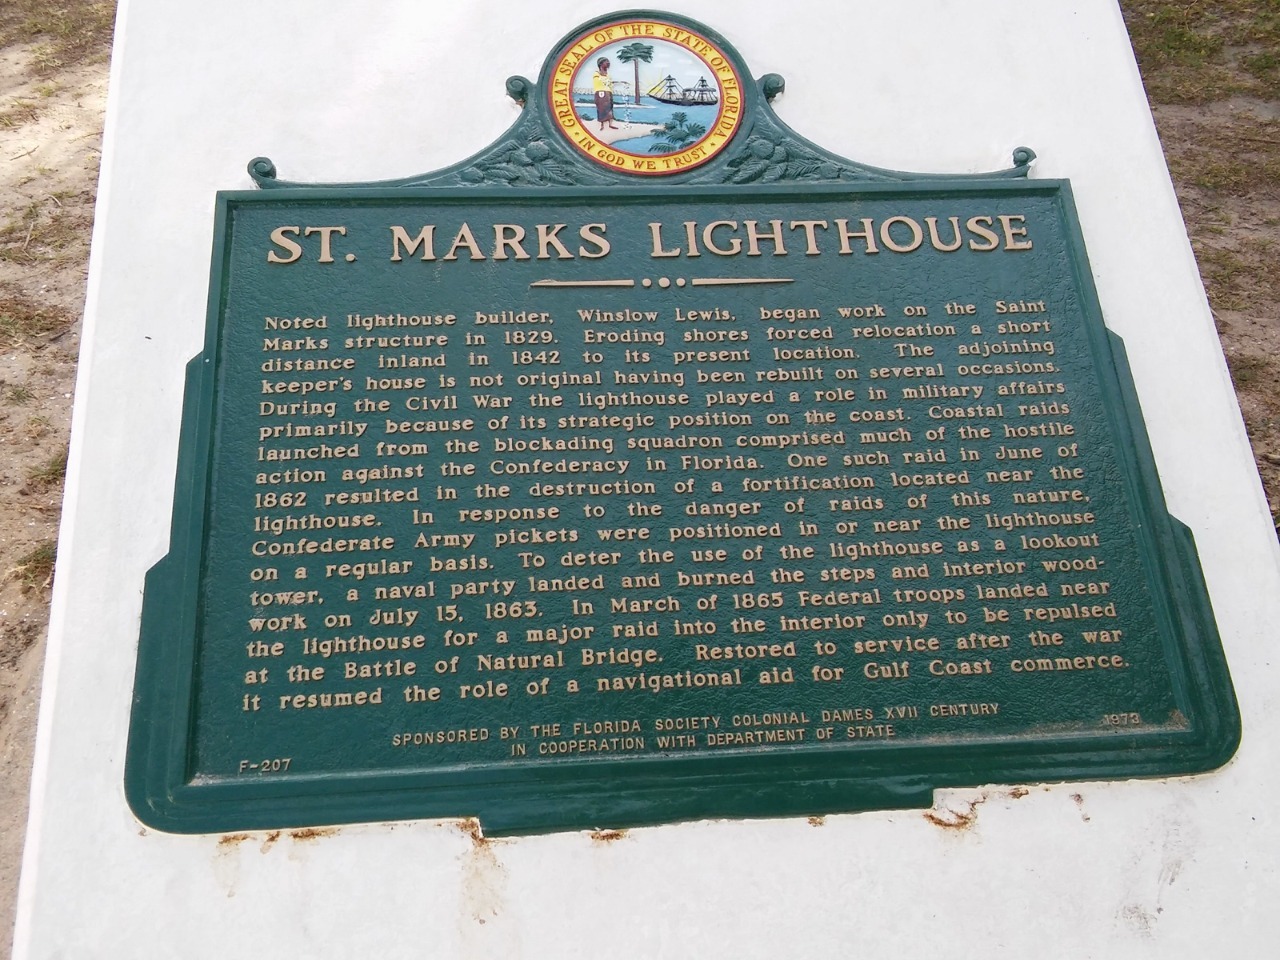 GREAT SEAL OF THE STATE OF FLORIDA
• IN GOD WE TRUST •
ST. MARKS LIGHTHOUSE
Noted lighthouse builder, Winslow Lewis, began work on the Saint
Marks structure in 1829. Eroding shores forced relocation a short
distance inland in 1842 to its present location. The adjoining
keeper's house is not original having been rebuilt on several occasions.
During the Civil War the lighthouse played a role in military affairs
primarily because of its strategic position on the coast. Coastal raids
launched from the blockading squadron comprised much of the hostile
action against the Confederacy in Florida. One such raid in June of
1862 resulted in the destruction of a fortification located near the
lighthouse. In response to the danger of raids of this nature,
Confederate Army pickets were positioned in or near the lighthouse
on a regular basis. To deter the use of the lighthouse as a lookout
tower, a naval party landed and burned the steps and interior wood-
work on July 15, 1863. In March of 1865 Federal troops landed near
the lighthouse for a major raid into the interior only to be repulsed
at the Battle of Natural Bridge. Restored to service after the war
it resumed the role of a navigational aid for Gulf Coast commerce.
SPONSORED BY THE FLORIDA SOCIETY COLONIAL DAMES XVII CENTURY
IN COOPERATION WITH DEPARTMENT OF STATE
F-207
1973